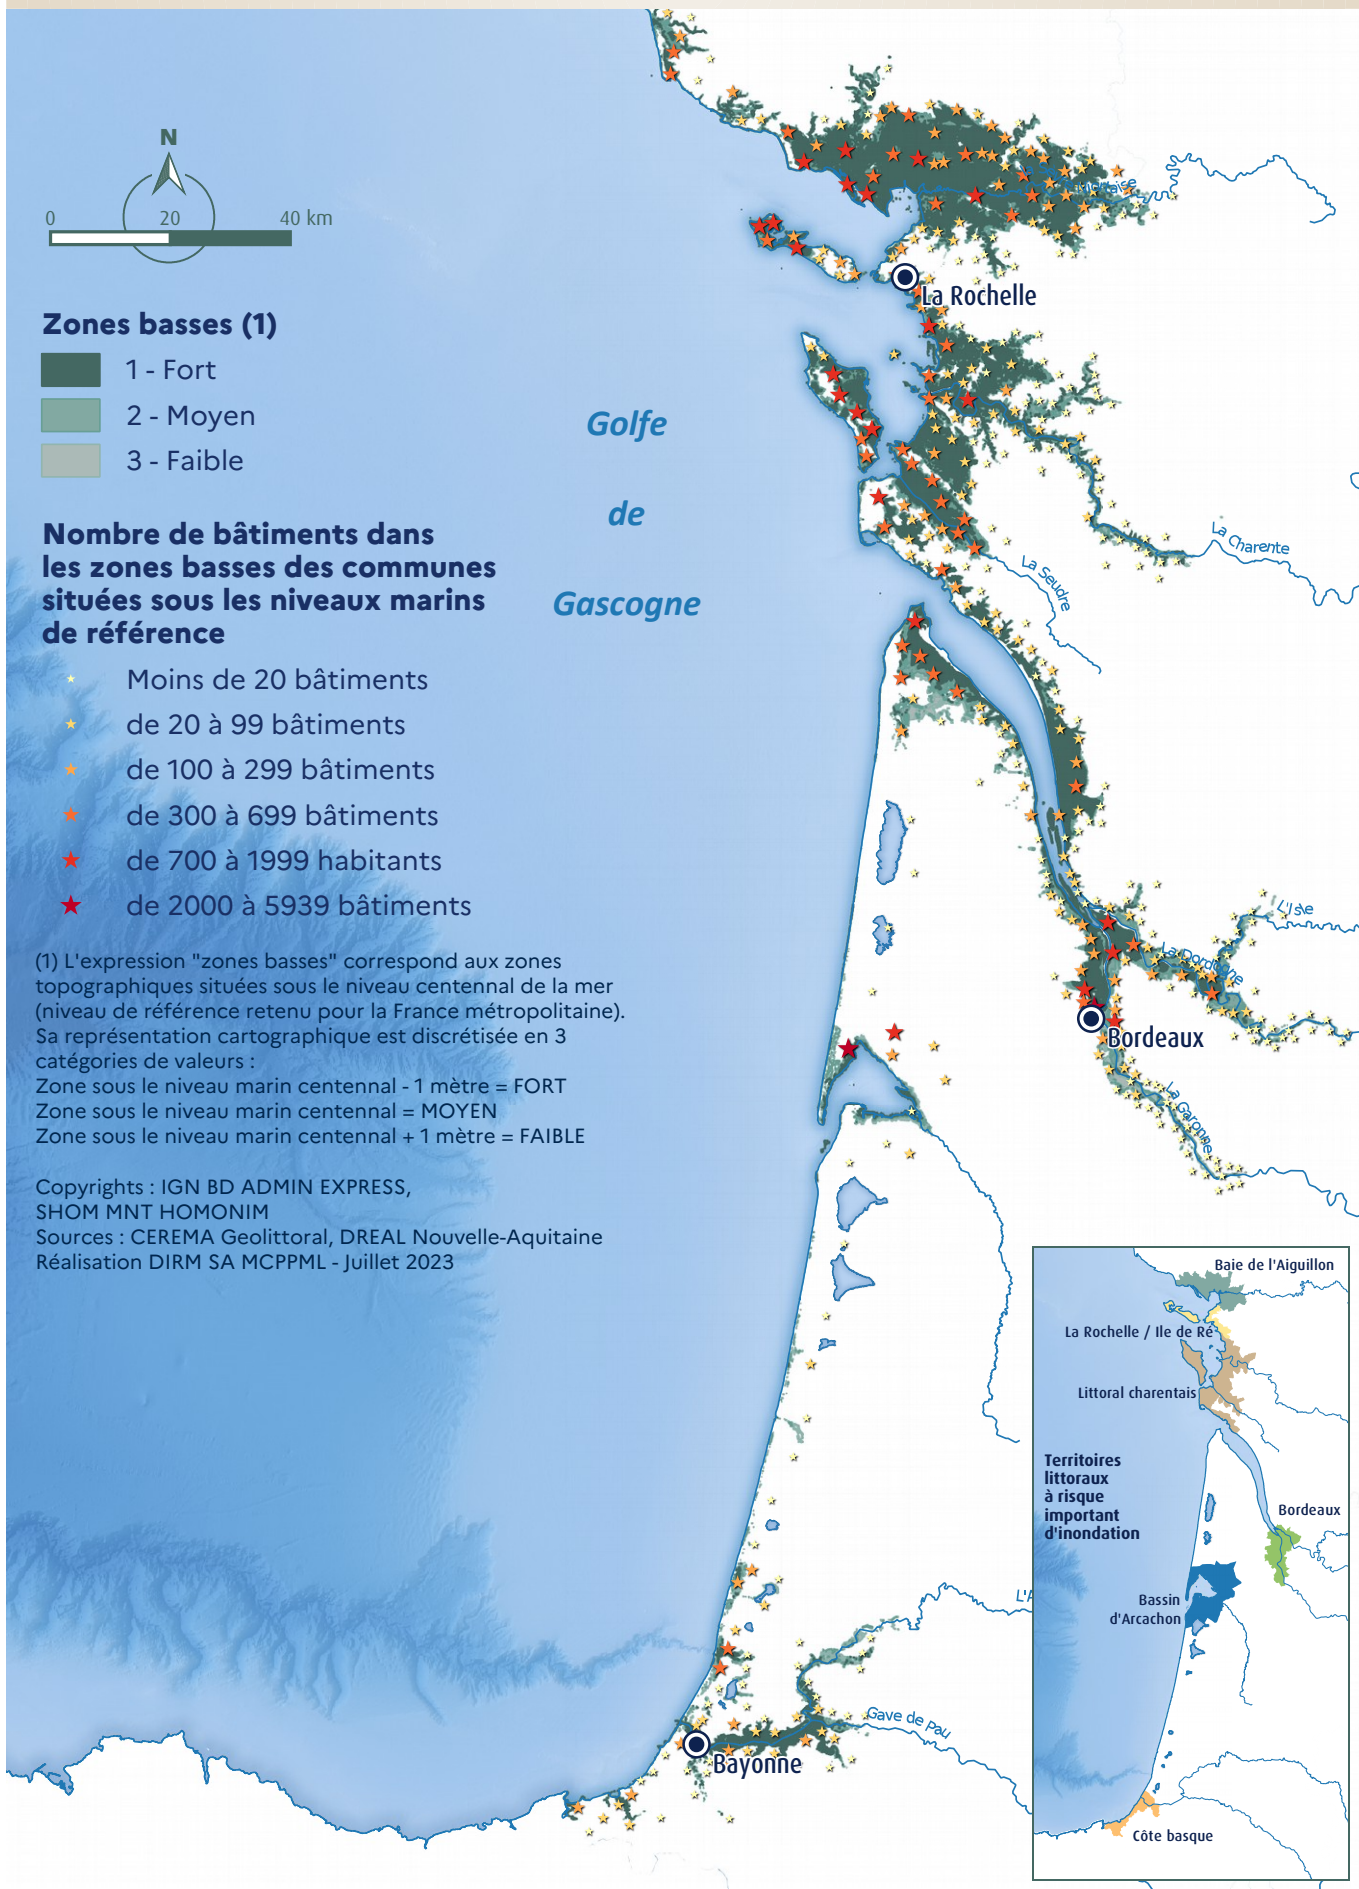 N
0 20 40 km
Zones basses (1)
1 - Fort
2 - Moyen
3 - Faible
Nombre de bâtiments dans
les zones basses des communes
situées sous les niveaux marins
de référence
Moins de 20 bâtiments
de 20 à 99 bâtiments
de 100 à 299 bâtiments
de 300 à 699 bâtiments
de 700 à 1999 habitants
de 2000 à 5939 bâtiments
(1) L'expression "zones basses" correspond aux zones
topographiques situées sous le niveau centennal de la mer
(niveau de référence retenu pour la France métropolitaine).
Sa représentation cartographique est discrétisée en 3
catégories de valeurs :
Zone sous le niveau marin centennal - 1 mètre = FORT
Zone sous le niveau marin centennal = MOYEN
Zone sous le niveau marin centennal + 1 mètre = FAIBLE
Copyrights : IGN BD ADMIN EXPRESS,
SHOM MNT HOMONIM
Sources : CEREMA Geolittoral, DREAL Nouvelle-Aquitaine
Réalisation DIRM SA MCPPML - Juillet 2023
Golfe
de
Gascogne
La Rochelle
La Charente
La Seudre
L'Isle
La Dordogne
Bordeaux
La Garonne
L'A
Gave de Pau
Bayonne
Baie de l'Aiguillon
La Rochelle / Ile de Ré
Littoral charentais
Territoires
littoraux
à risque
important
d'inondation
Bordeaux
Bassin
d'Arcachon
Côte basque